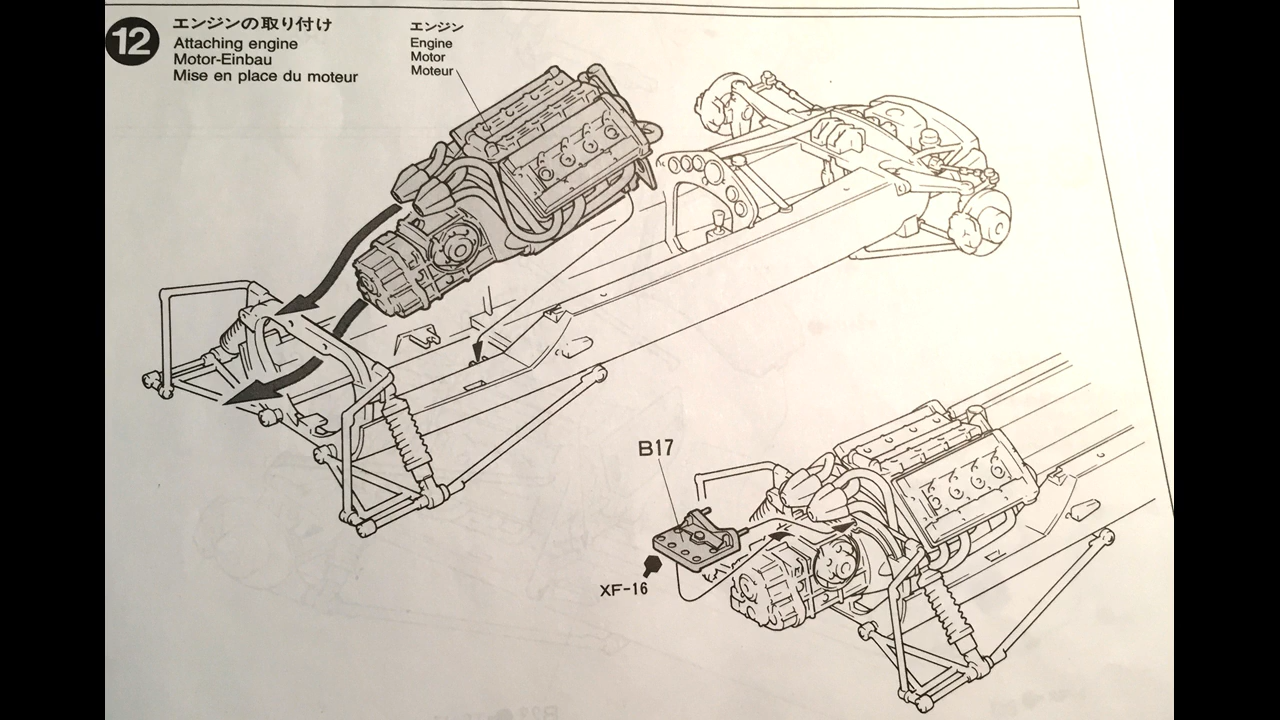 12
エンジンの取り付け
Attaching engine
Motor-Einbau
Mise en place du moteur
エンジン
Engine
Motor
Moteur
B17
XF-16